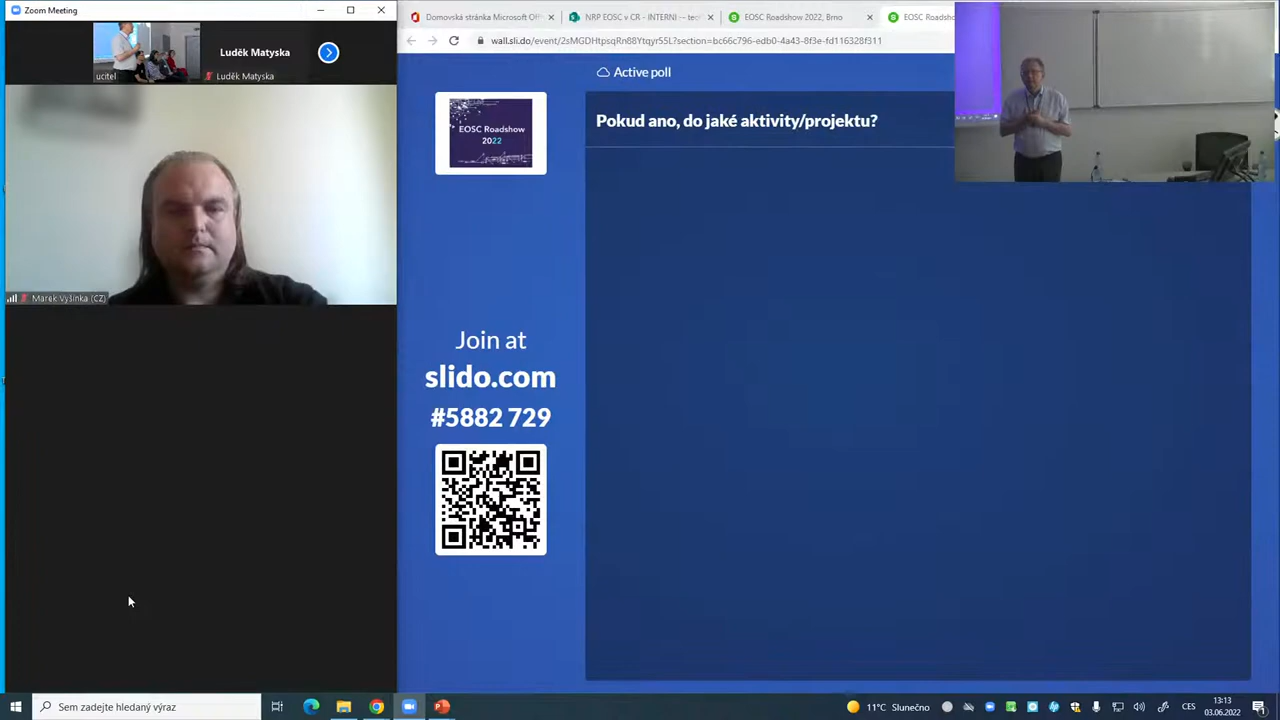 Zoom Meeting
ucitel
Luděk Matyska
Luděk Matyska
Marek Vyšinka (CZ)
Domovská stránka Microsoft Off
NRP EOSC v CR - INTERNI – tec
EOSC Roadshow 2022, Brno
EOSC Roadsho
wall.sli.do/event/2sMGDHtpsqRn88Ytqyr55L?section=bc66c796-edb0-4a43-8f3e-fd116328f311
Active poll
EOSC Roadshow
2022
Pokud ano, do jaké aktivity/projektu?
Join at
slido.com
#5882 729
Sem zadejte hledaný výraz
11°C Slunečno
CES
13:13
03.06.2022